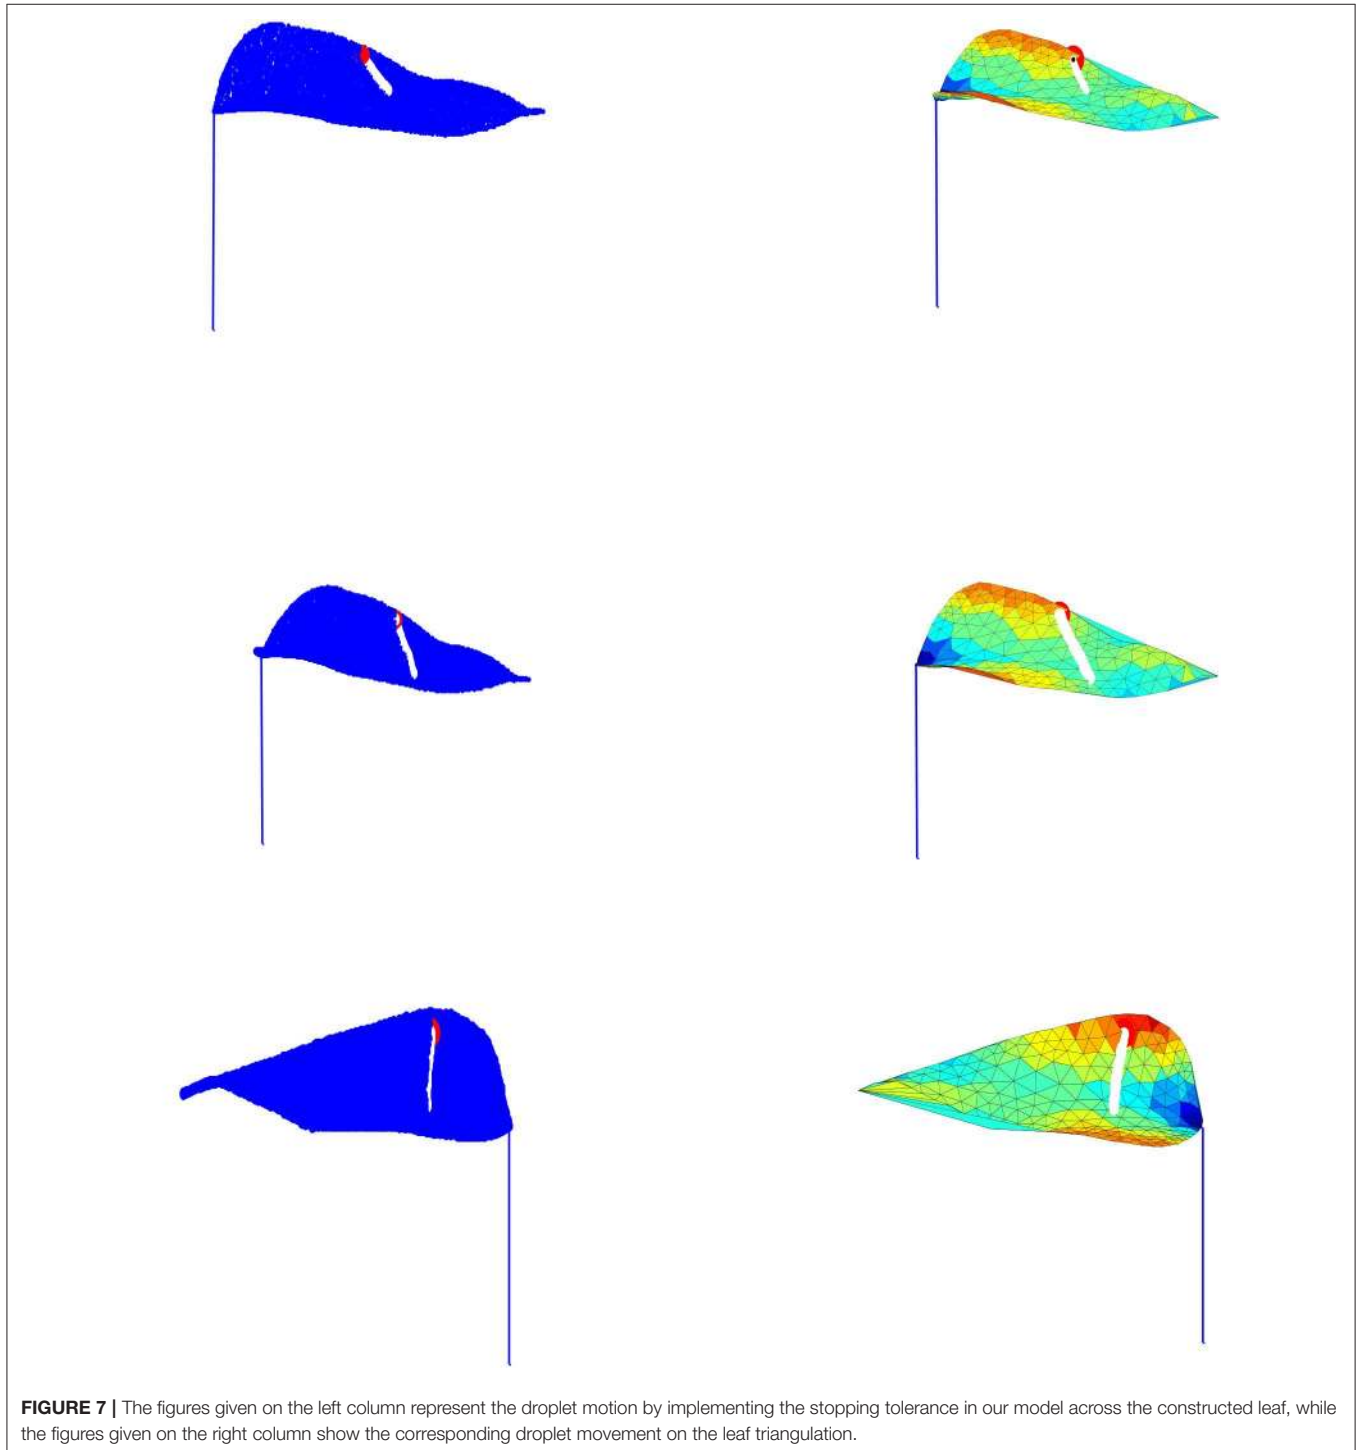 FIGURE 7 | The figures given on the left column represent the droplet motion by implementing the stopping tolerance in our model across the constructed leaf, while
the figures given on the right column show the corresponding droplet movement on the leaf triangulation.